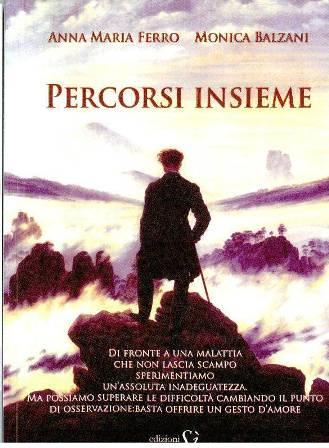 ANNA MARIA FERRO MONICA BALZANI
PERCORSI INSIEME
DI FRONTE A UNA MALATTIA
CHE NON LASCIA SCAMPO
SPERIMENTIAMO
UN'ASSOLUTA INADEGUATEZZA.
MA POSSIAMO SUPERARE LE DIFFICOLTÀ CAMBIANDO IL PUNTO
DI OSSERVAZIONE:BASTA OFFRIRE UN GESTO D'AMORE
edizioni Sì